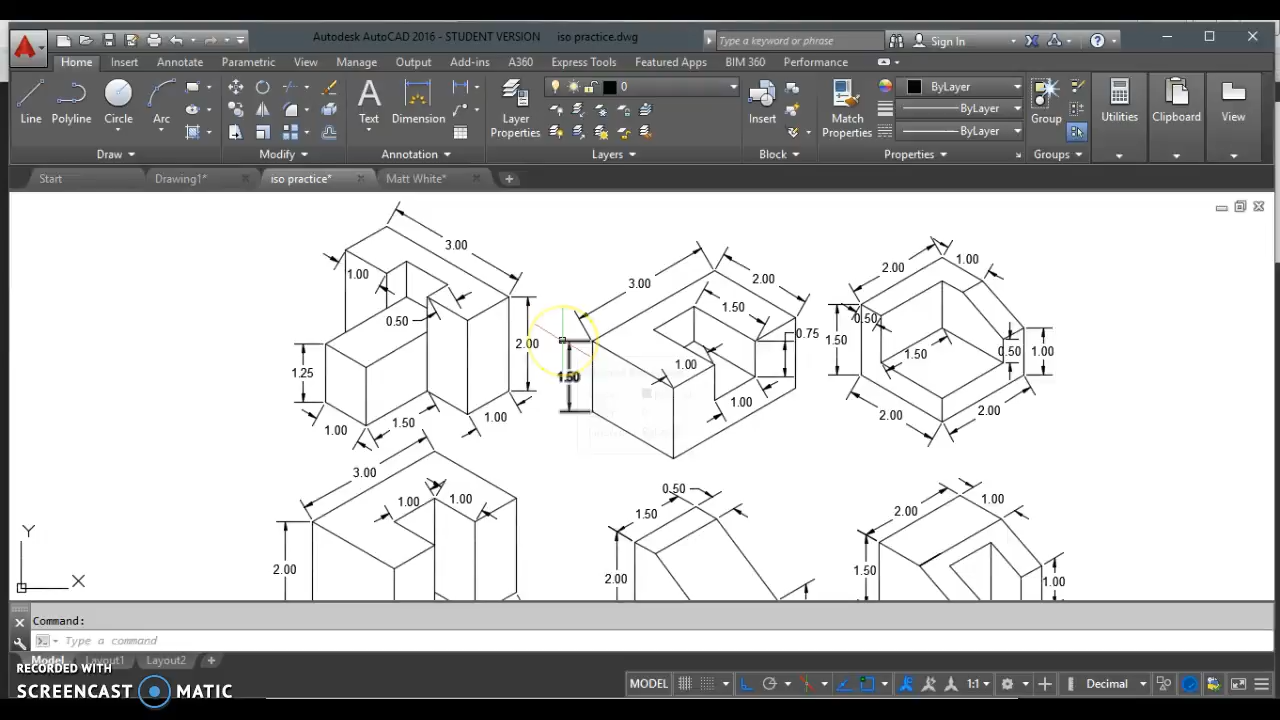 Autodesk AutoCAD 2016 - STUDENT VERSION iso practice.dwg
Type a keyword or phrase
Sign In
Home Insert Annotate Parametric View Manage Output Add-ins A360 Express Tools Featured Apps BIM 360 Performance
Line Polyline Circle Arc
Text Dimension
Layer Properties
0
Insert
Match Properties
ByLayer
ByLayer
ByLayer
Group
Utilities
Clipboard
View
Draw Modify Annotation Layers Block Properties Groups
Start Drawing1* iso practice* Matt White*
3.00
1.00
0.50
2.00
1.25
1.00
1.50
1.00
3.00
2.00
1.50
0.75
1.00
1.50
1.00
2.00
1.00
0.50
1.50
1.50
0.50
1.00
2.00
2.00
3.00
1.00
1.00
2.00
0.50
1.50
2.00
2.00
1.00
1.50
1.00
Y
X
Command:
Type a command
Model Layout1 Layout2
MODEL
1:1
Decimal
RECORDED WITH
SCREENCAST MATIC